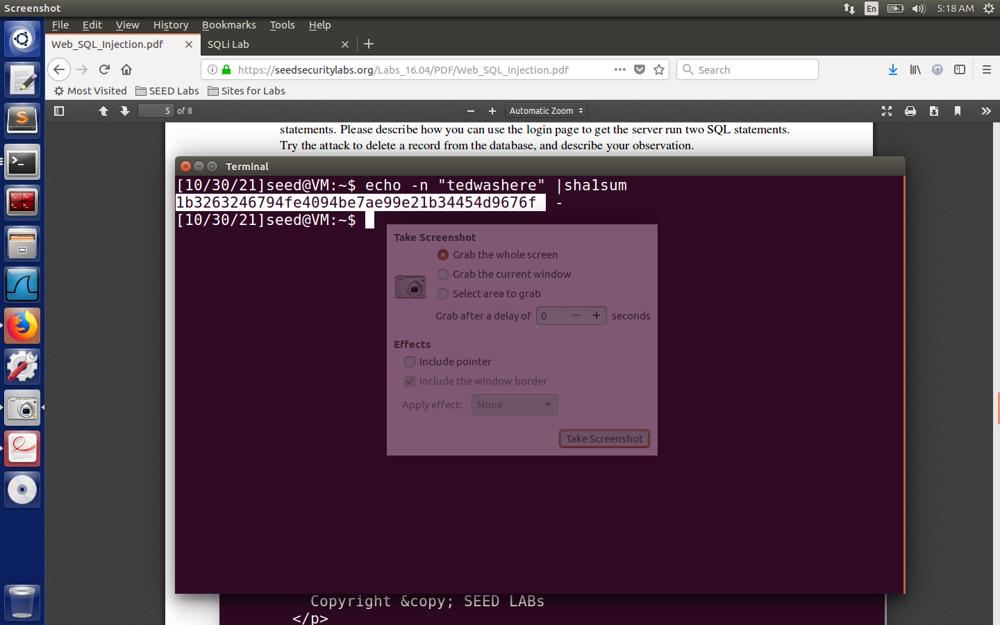 Screenshot
En
5:18 AM
File Edit View History Bookmarks Tools Help
Web_SQL_Injection.pdf
SQLi Lab
https://seedsecuritylabs.org/Labs_16.04/PDF/Web_SQL_Injection.pdf
Search
Most Visited SEED Labs Sites for Labs
5 of 8
Automatic Zoom
statements. Please describe how you can use the login page to get the server run two SQL statements.
Try the attack to delete a record from the database, and describe your observation.
Terminal
[10/30/21]seed@VM:~$ echo -n "tedwashere" |sha1sum
1b3263246794fe4094be7ae99e21b34454d9676f  -
[10/30/21]seed@VM:~$
Take Screenshot
Grab the whole screen
Grab the current window
Select area to grab
Grab after a delay of 0 − + seconds
Effects
Include pointer
Include the window border
Apply effect: None
Take Screenshot
Copyright &copy; SEED LABs
</p>